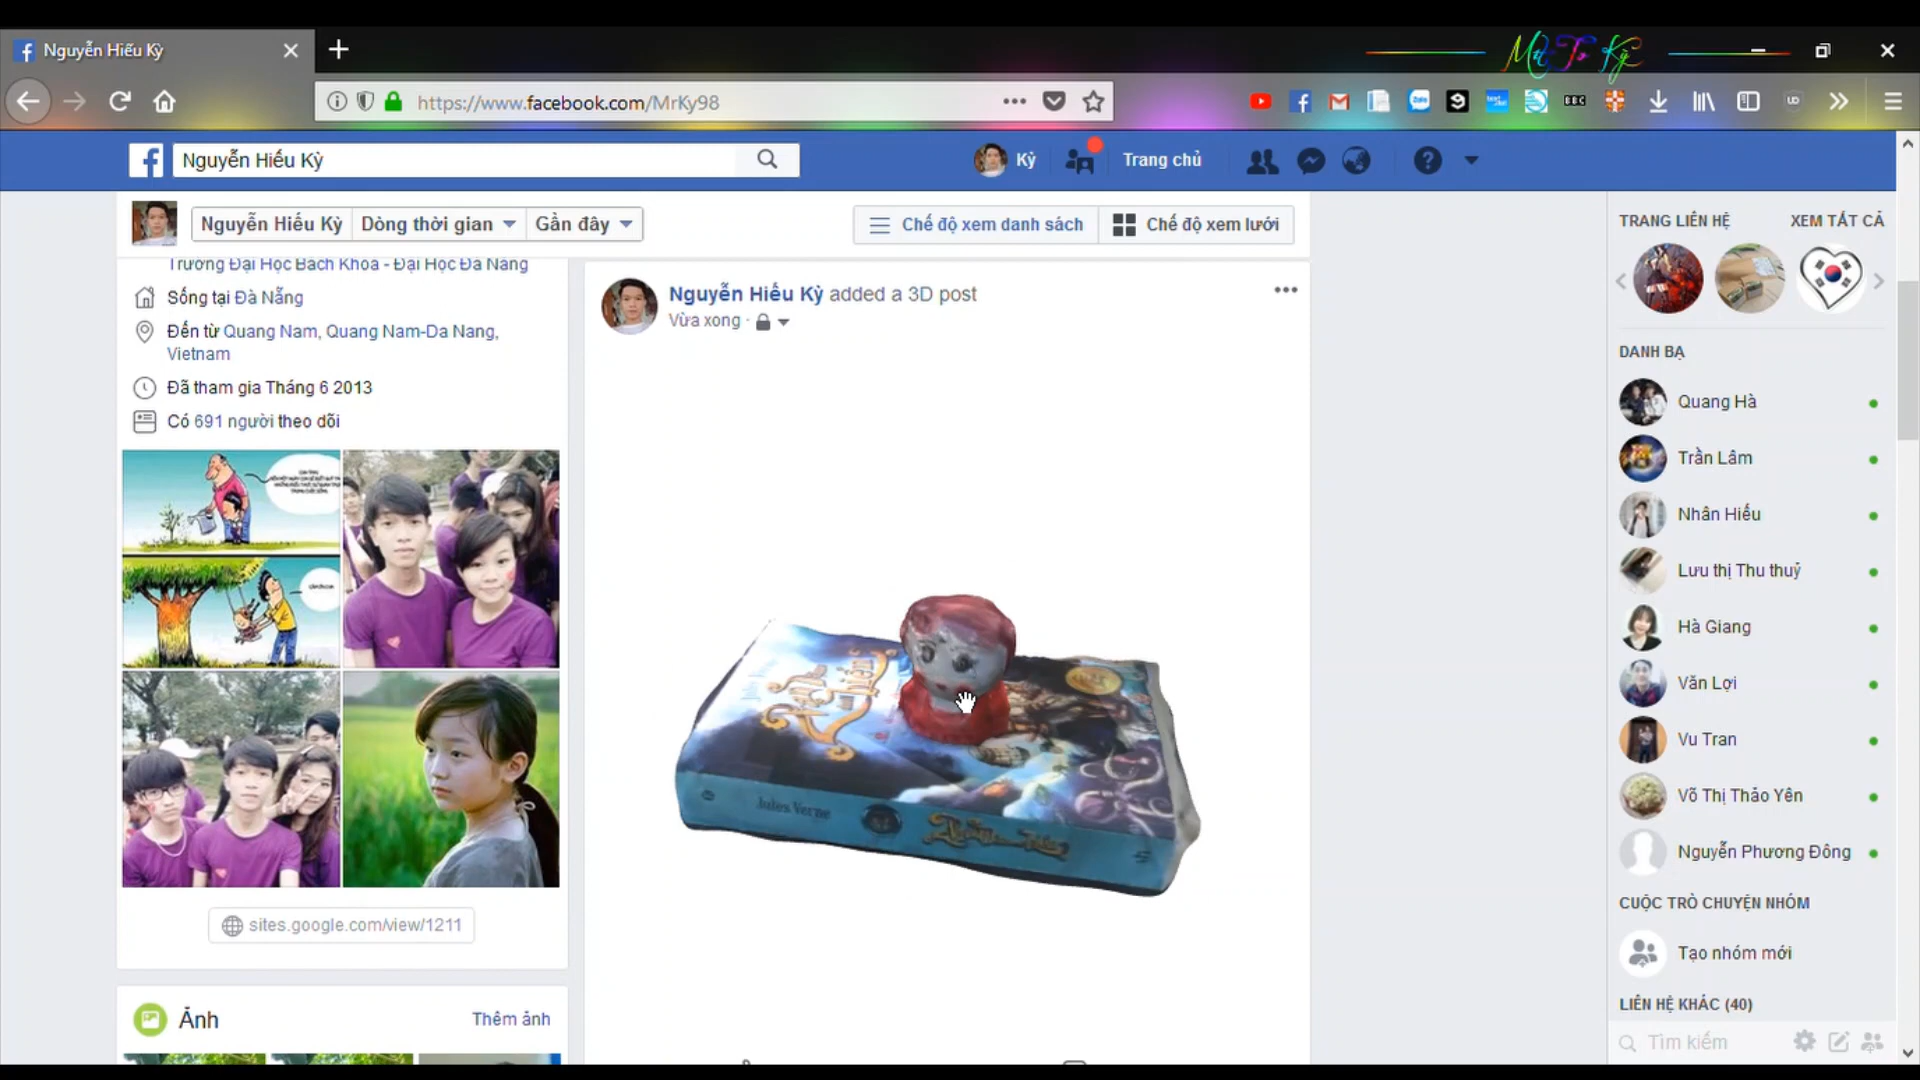 Nguyễn Hiếu Kỳ
Mít Tơ Kỳ
https://www.facebook.com/MrKy98
Nguyễn Hiếu Kỳ
Kỳ
Trang chủ
Nguyễn Hiếu Kỳ
Dòng thời gian
Gần đây
Chế độ xem danh sách
Chế độ xem lưới
Trường Đại Học Bách Khoa - Đại Học Đà Nẵng
Sống tại Đà Nẵng
Đến từ Quang Nam, Quang Nam-Da Nang,
Vietnam
Đã tham gia Tháng 6 2013
Có 691 người theo dõi
sites.google.com/view/1211
Ảnh
Thêm ảnh
Nguyễn Hiếu Kỳ added a 3D post
Vừa xong
Jules Verne
TRANG LIÊN HỆ
XEM TẤT CẢ
DANH BẠ
Quang Hà
Trần Lâm
Nhân Hiếu
Lưu thị Thu thuỷ
Hà Giang
Văn Lợi
Vu Tran
Võ Thị Thảo Yên
Nguyễn Phương Đông
CUỘC TRÒ CHUYỆN NHÓM
Tạo nhóm mới
LIÊN HỆ KHÁC (40)
Tìm kiếm